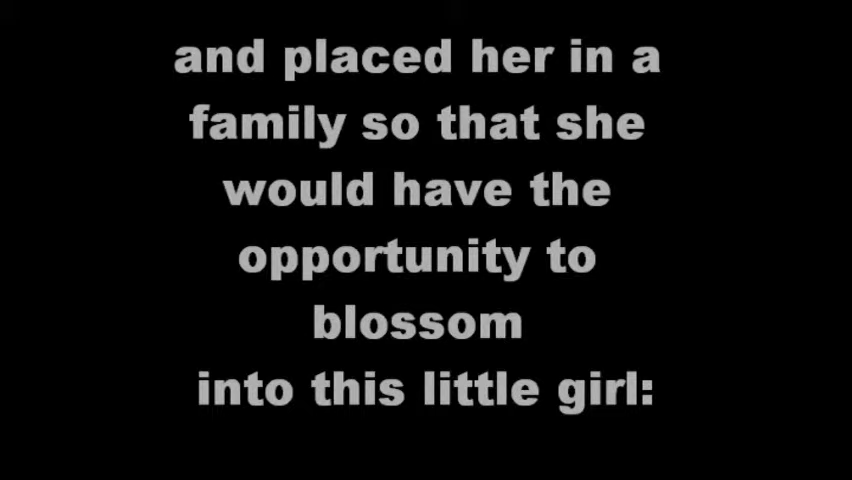 and placed her in a
family so that she
would have the
opportunity to
blossom
into this little girl: